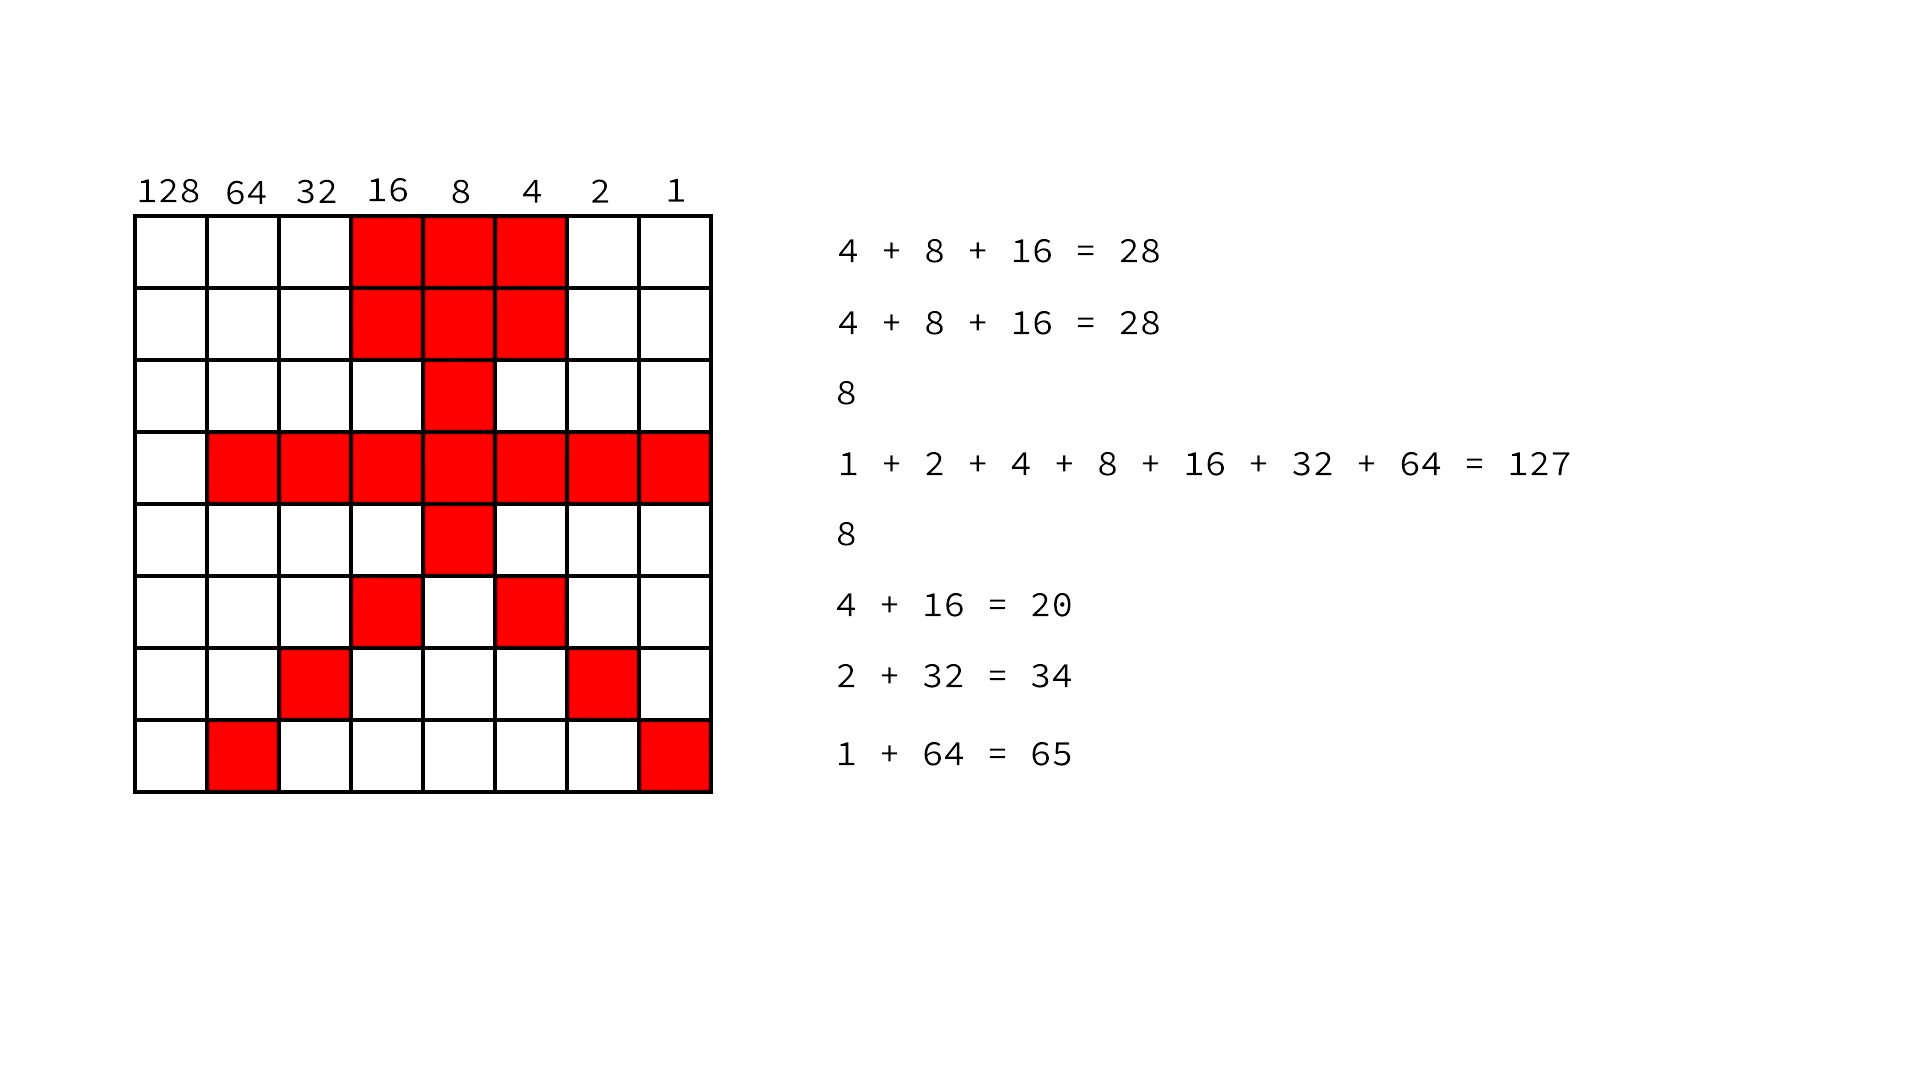 128 64 32 16 8 4 2 1
4 + 8 + 16 = 28
4 + 8 + 16 = 28
8
1 + 2 + 4 + 8 + 16 + 32 + 64 = 127
8
4 + 16 = 20
2 + 32 = 34
1 + 64 = 65